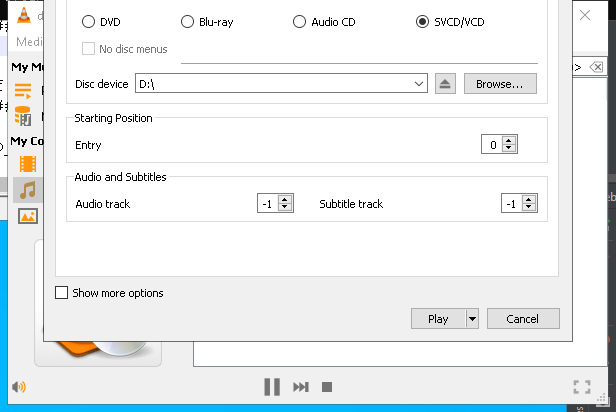 DVD Blu-ray Audio CD SVCD/VCD
Medi
No disc menus
My M
Disc device D:\ Browse...
Starting Position
Entry 0
My Co
Audio and Subtitles
Audio track -1 Subtitle track -1
Show more options
Play Cancel